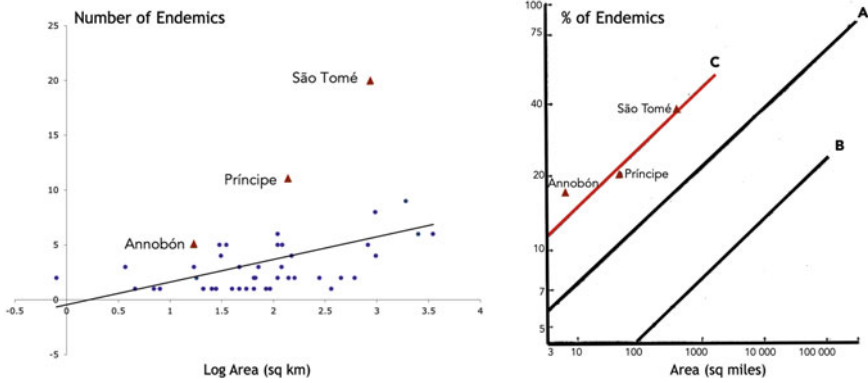 Number of Endemics
25
20
15
10
5
0
-5
-0.5
0
0.5
1
1.5
2
2.5
3
3.5
4
São Tomé
Príncipe
Annobón
Log Area (sq km)
% of Endemics
100
75
40
20
10
7
5
3
10
100
1000
10 000
100 000
A
C
B
São Tomé
Annobón
Príncipe
Area (sq miles)